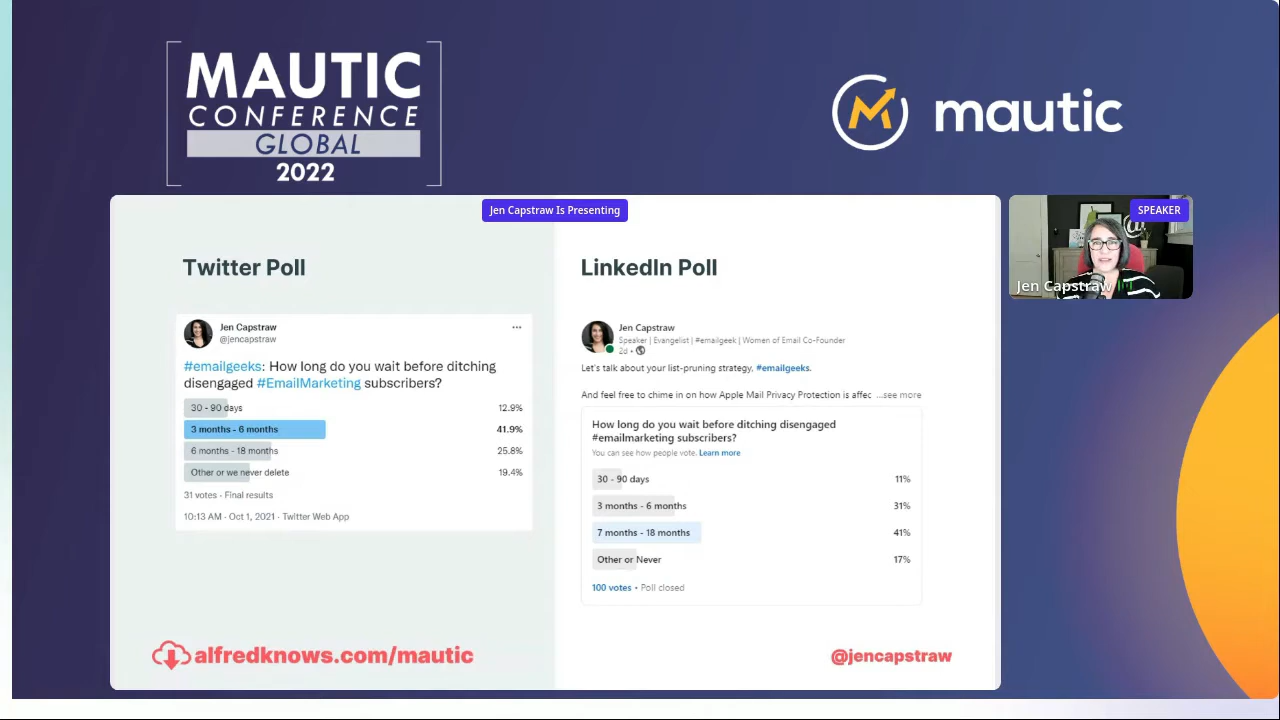 MAUTIC
CONFERENCE
GLOBAL
2022
mautic
Jen Capstraw Is Presenting
SPEAKER
Jen Capstraw
Twitter Poll
Jen Capstraw
@jencapstraw
#emailgeeks: How long do you wait before ditching
disengaged #EmailMarketing subscribers?
30 - 90 days 12.9%
3 months - 6 months 41.9%
6 months - 18 months 25.8%
Other or we never delete 19.4%
31 votes - Final results
10:13 AM · Oct 1, 2021 · Twitter Web App
LinkedIn Poll
Jen Capstraw
Speaker | Evangelist | #emailgeek | Women of Email Co-Founder
2d •
Let's talk about your list-pruning strategy, #emailgeeks.
And feel free to chime in on how Apple Mail Privacy Protection is affec ...see more
How long do you wait before ditching disengaged
#emailmarketing subscribers?
You can see how people vote. Learn more
30 - 90 days 11%
3 months - 6 months 31%
7 months - 18 months 41%
Other or Never 17%
100 votes • Poll closed
alfredknows.com/mautic
@jencapstraw